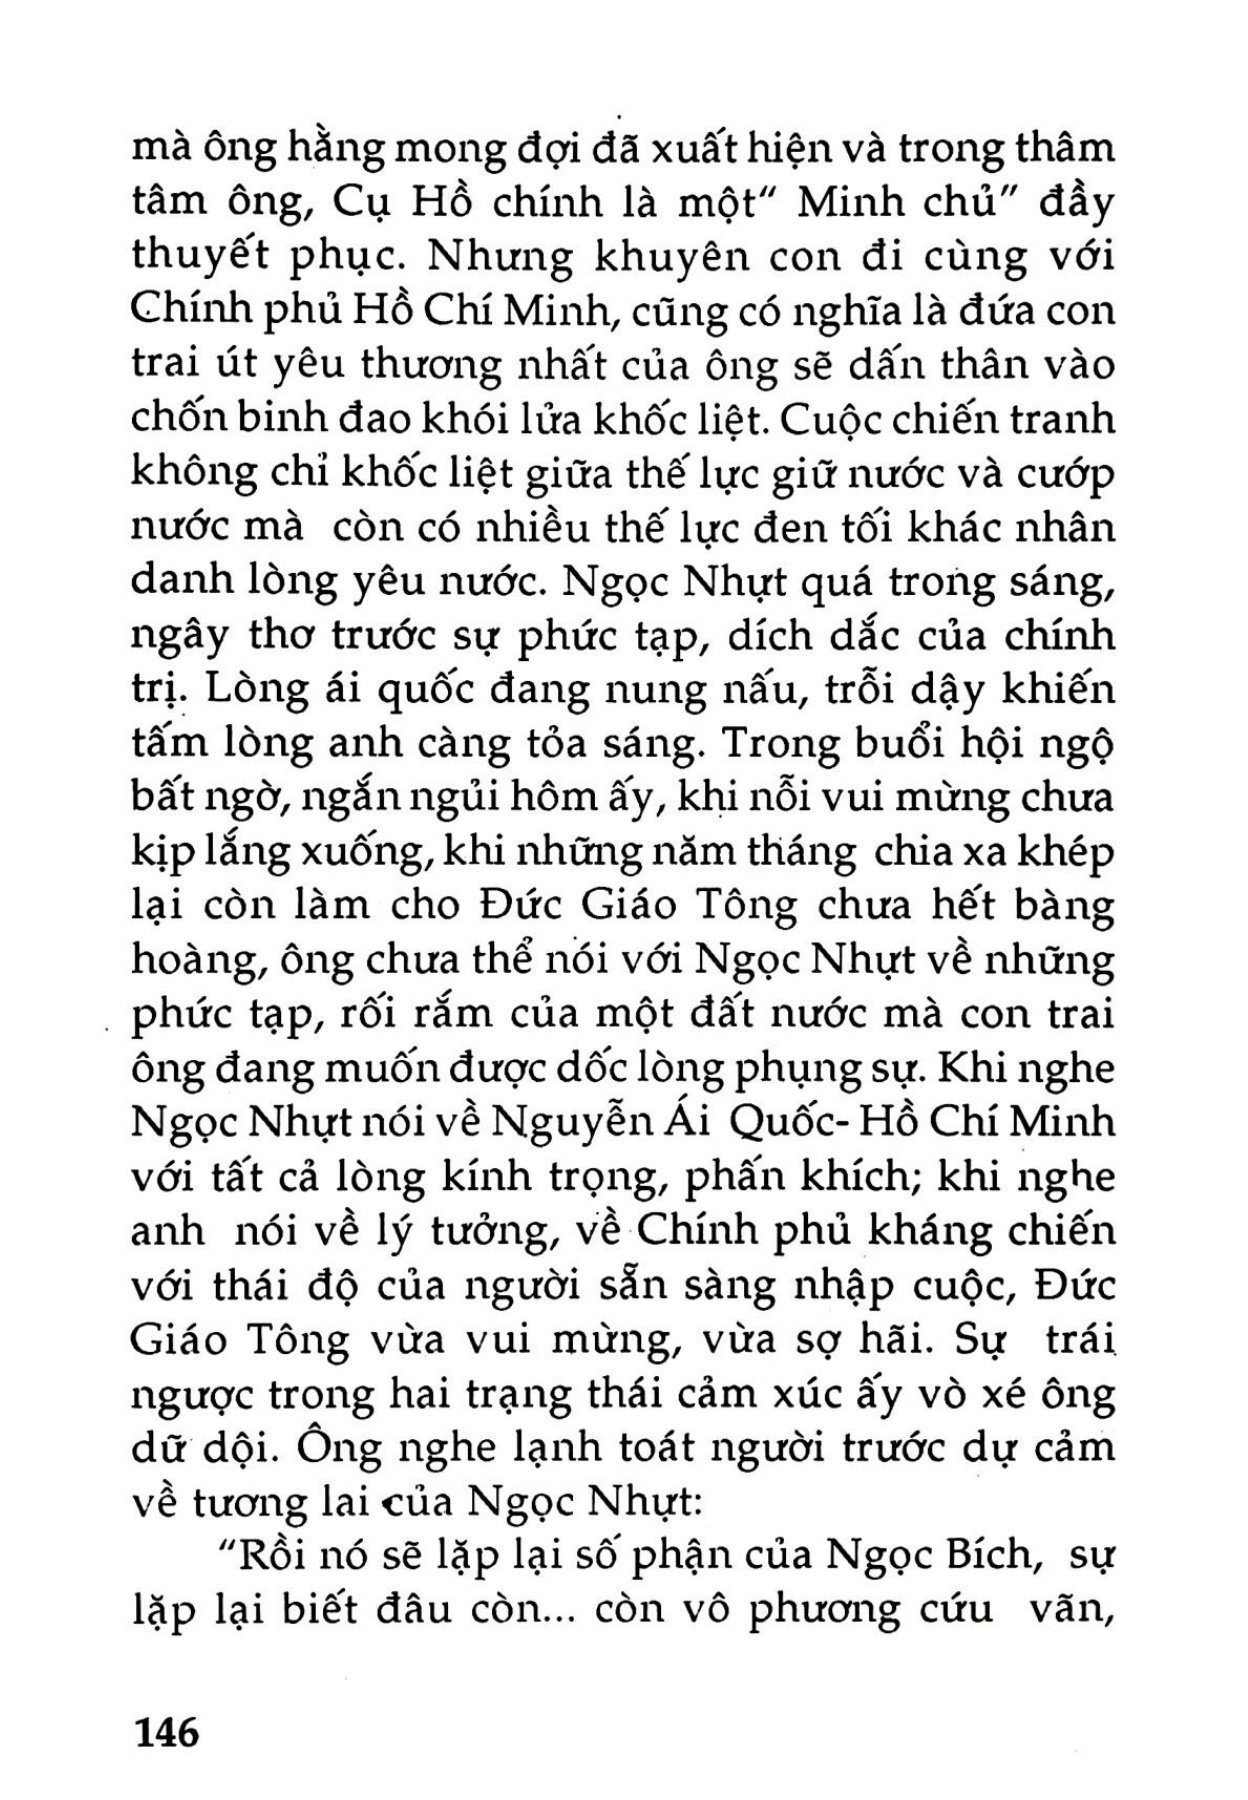 mà ông hằng mong đợi đã xuất hiện và trong thâm
tâm ông, Cụ Hồ chính là một“ Minh chủ” đầy
thuyết phục. Nhưng khuyên con đi cùng với
Chính phủ Hồ Chí Minh, cũng có nghĩa là đứa con
trai út yêu thương nhất của ông sẽ dấn thân vào
chốn binh đao khói lửa khốc liệt. Cuộc chiến tranh
không chỉ khốc liệt giữa thế lực giữ nước và cướp
nước mà còn có nhiều thế lực đen tối khác nhân
danh lòng yêu nước. Ngọc Nhựt quá trong sáng,
ngây thơ trước sự phức tạp, dích dắc của chính
trị. Lòng ái quốc đang nung nấu, trỗi dậy khiến
tấm lòng anh càng tỏa sáng. Trong buổi hội ngộ
bất ngờ, ngắn ngủi hôm ấy, khi nỗi vui mừng chưa
kịp lắng xuống, khi những năm tháng chia xa khép
lại còn làm cho Đức Giáo Tông chưa hết bàng
hoàng, ông chưa thể nói với Ngọc Nhựt về những
phức tạp, rối rắm của một đất nước mà con trai
ông đang muốn được dốc lòng phụng sự. Khi nghe
Ngọc Nhựt nói về Nguyễn Ái Quốc- Hồ Chí Minh
với tất cả lòng kính trọng, phấn khích; khi nghe
anh nói về lý tưởng, về Chính phủ kháng chiến
với thái độ của người sẵn sàng nhập cuộc, Đức
Giáo Tông vừa vui mừng, vừa sợ hãi. Sự trái
ngược trong hai trạng thái cảm xúc ấy vò xé ông
dữ dội. Ông nghe lạnh toát người trước dự cảm
về tương lai của Ngọc Nhựt:
“Rồi nó sẽ lặp lại số phận của Ngọc Bích, sự
lặp lại biết đâu còn... còn vô phương cứu vãn,
146